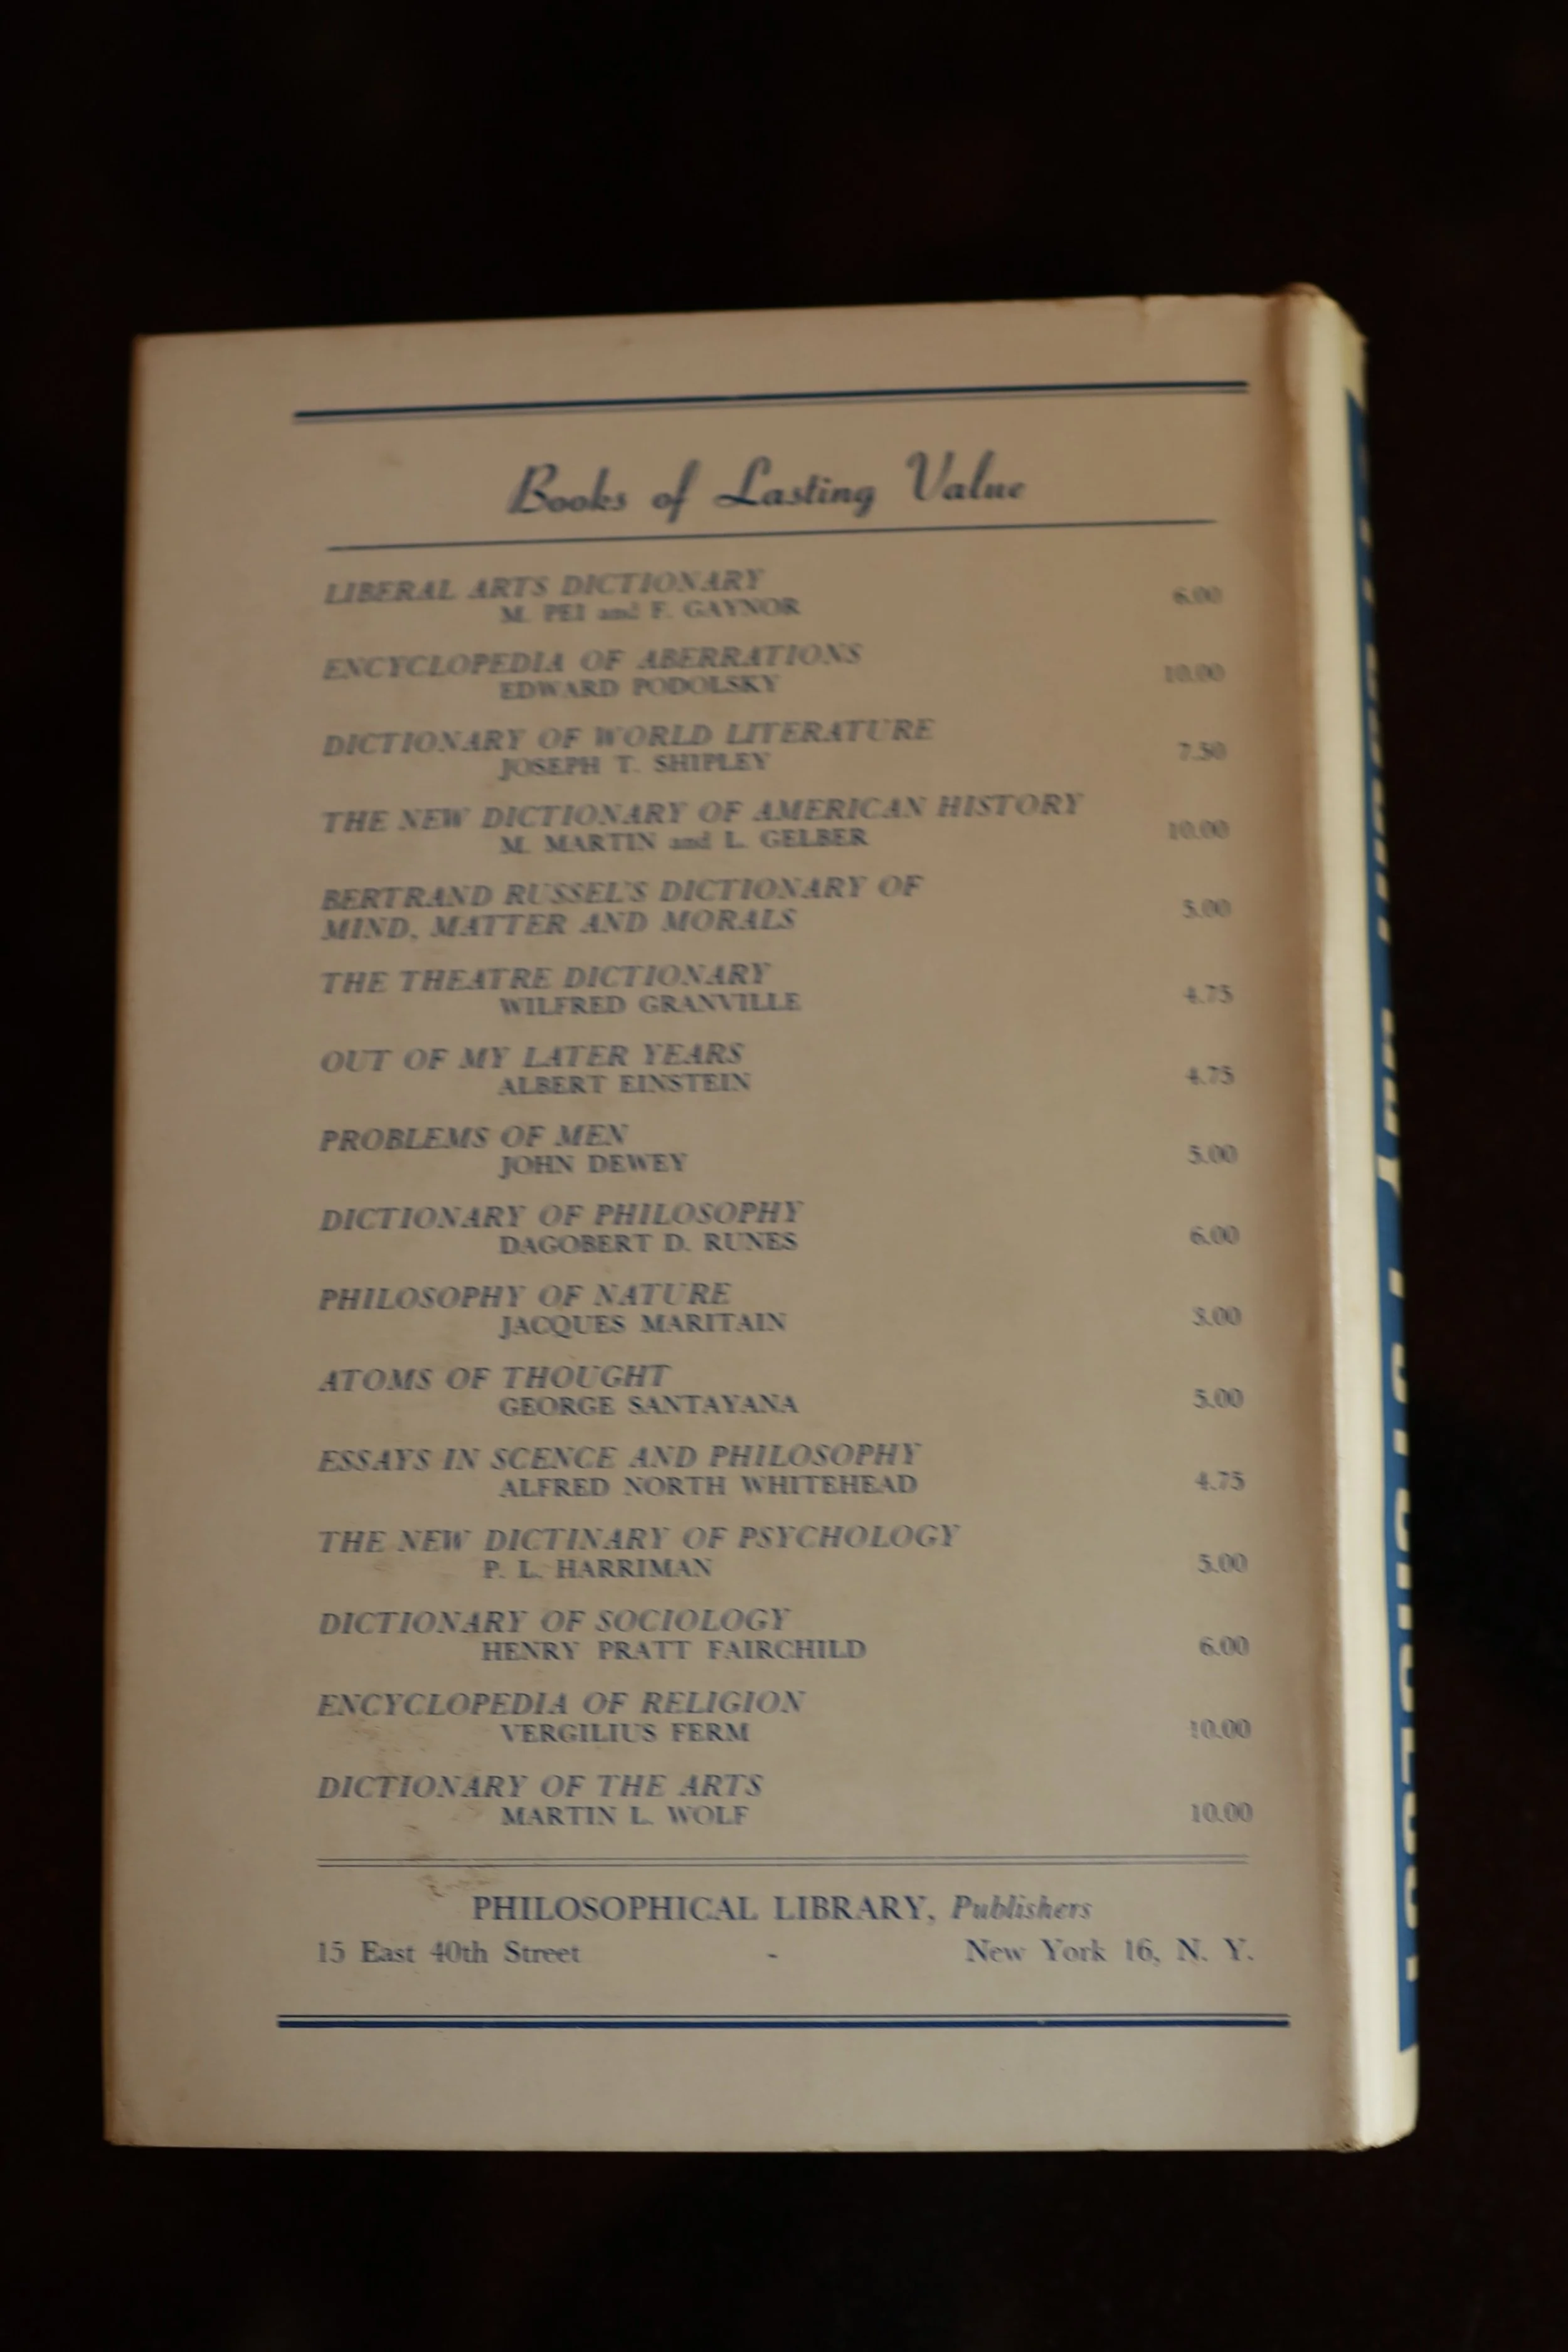 Books of Lasting Value
LIBERAL ARTS DICTIONARY
M. PEI and F. GAYNOR 6.00
ENCYCLOPEDIA OF ABERRATIONS
EDWARD PODOLSKY 10.00
DICTIONARY OF WORLD LITERATURE
JOSEPH T. SHIPLEY 7.50
THE NEW DICTIONARY OF AMERICAN HISTORY
M. MARTIN and L. GELBER 10.00
BERTRAND RUSSEL'S DICTIONARY OF
MIND, MATTER AND MORALS 5.00
THE THEATRE DICTIONARY
WILFRED GRANVILLE 4.75
OUT OF MY LATER YEARS
ALBERT EINSTEIN 4.75
PROBLEMS OF MEN
JOHN DEWEY 5.00
DICTIONARY OF PHILOSOPHY
DAGOBERT D. RUNES 6.00
PHILOSOPHY OF NATURE
JACQUES MARITAIN 3.00
ATOMS OF THOUGHT
GEORGE SANTAYANA 5.00
ESSAYS IN SCENCE AND PHILOSOPHY
ALFRED NORTH WHITEHEAD 4.75
THE NEW DICTINARY OF PSYCHOLOGY
P. L. HARRIMAN 5.00
DICTIONARY OF SOCIOLOGY
HENRY PRATT FAIRCHILD 6.00
ENCYCLOPEDIA OF RELIGION
VERGILIUS FERM 10.00
DICTIONARY OF THE ARTS
MARTIN L. WOLF 10.00
PHILOSOPHICAL LIBRARY, Publishers
15 East 40th Street - New York 16, N. Y.